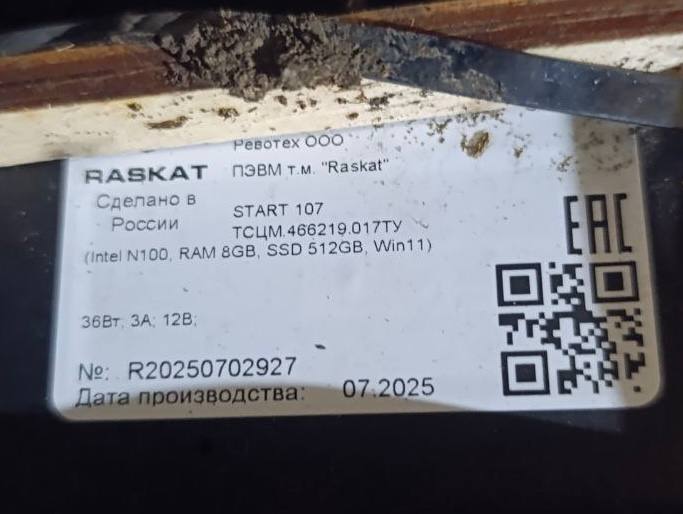 Ревотех ООО
RASKAT ПЭВМ т.м. "Raskat"
Сделано в
России
START 107
ТСЦМ.466219.017ТУ
(Intel N100, RAM 8GB, SSD 512GB, Win11)
EAC
36Вт; 3А; 12В;
№: R20250702927
Дата производства: 07.2025